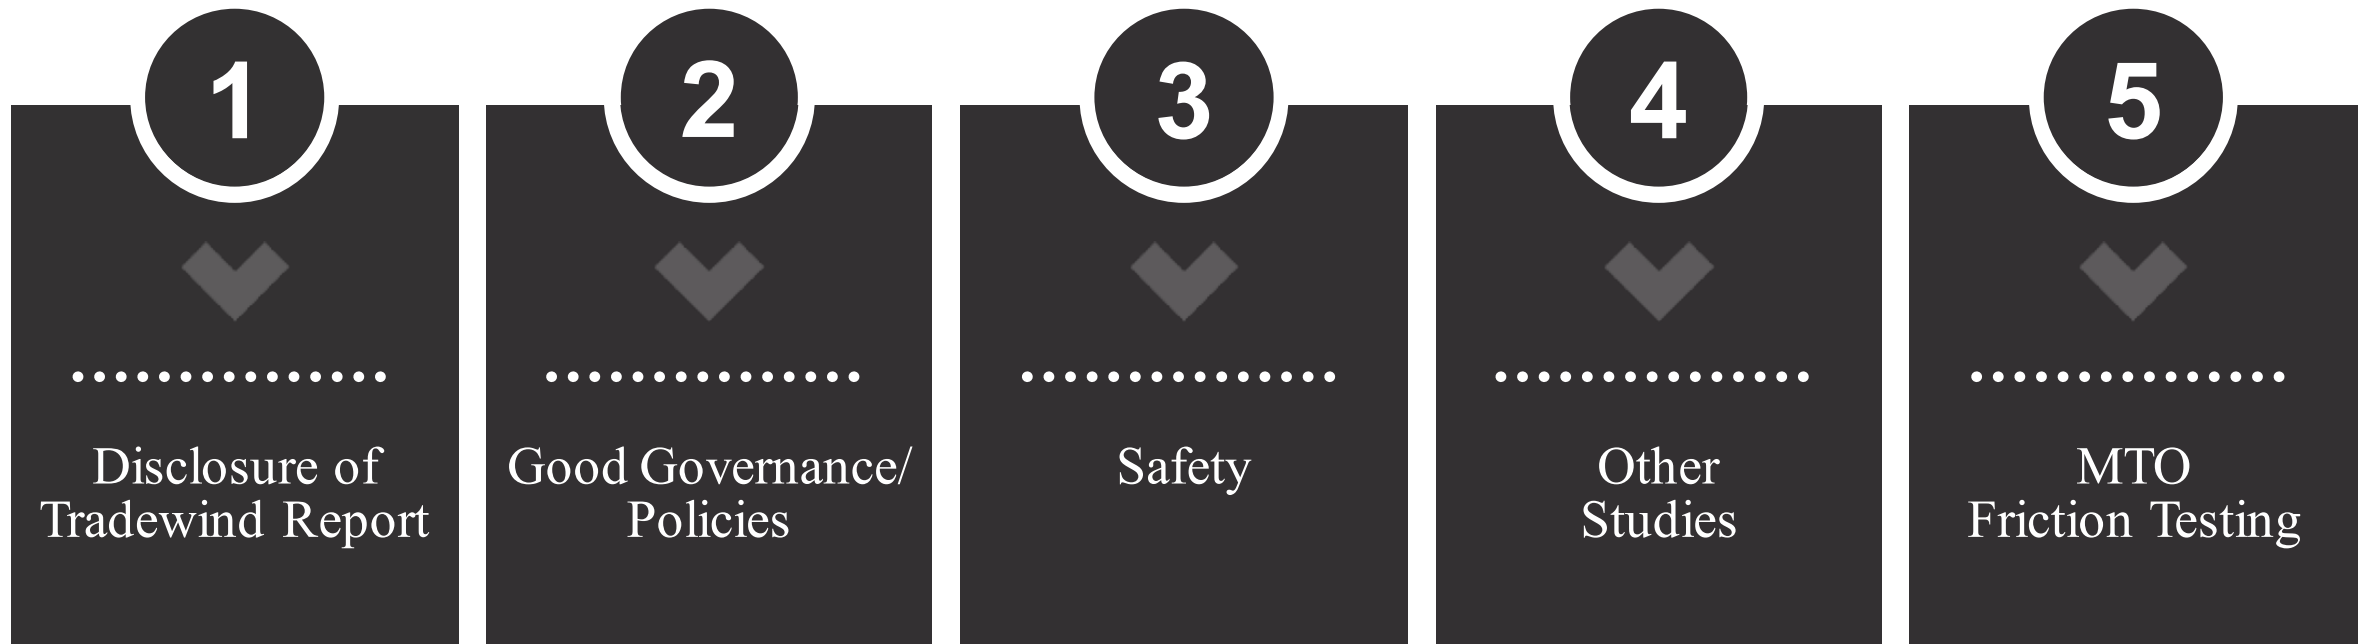 1
Disclosure of
Tradewind Report
2
Good Governance/
Policies
3
Safety
4
Other
Studies
5
MTO
Friction Testing